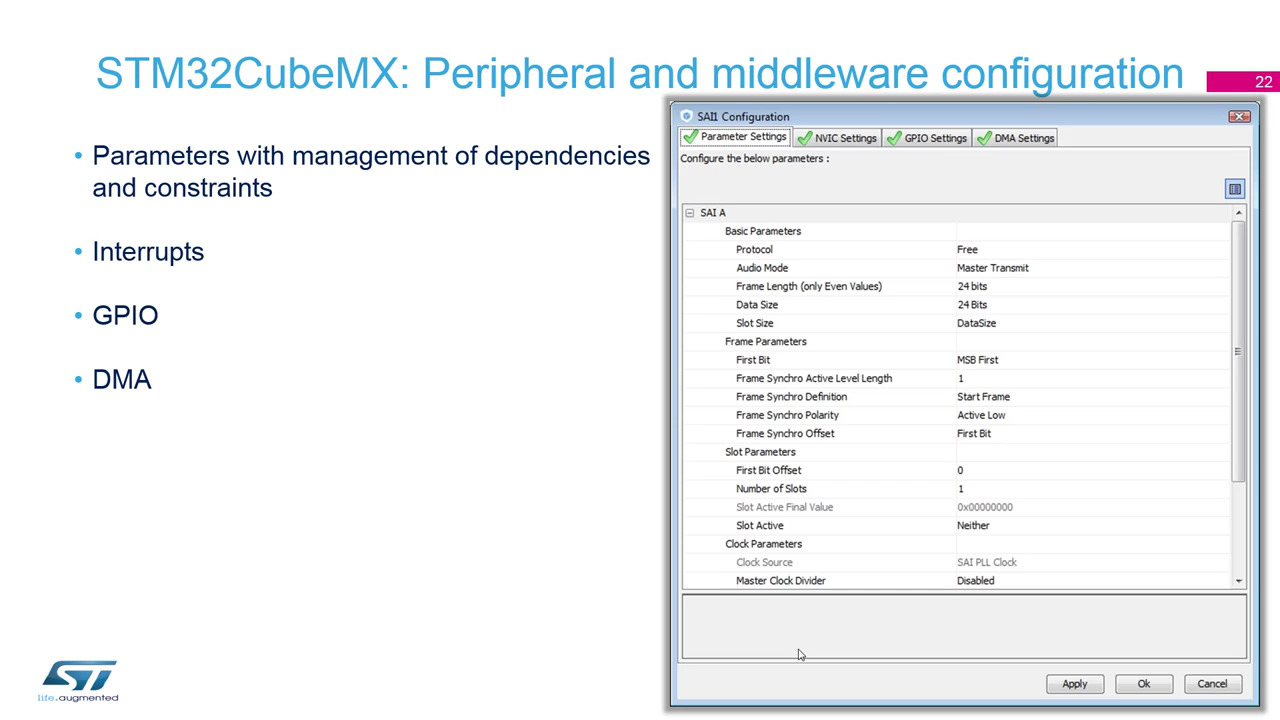 STM32CubeMX: Peripheral and middleware configuration
22
• Parameters with management of dependencies
and constraints
• Interrupts
• GPIO
• DMA
SAI1 Configuration
Parameter Settings NVIC Settings GPIO Settings DMA Settings
Configure the below parameters :
SAI A
Basic Parameters
Protocol Free
Audio Mode Master Transmit
Frame Length (only Even Values) 24 bits
Data Size 24 Bits
Slot Size DataSize
Frame Parameters
First Bit MSB First
Frame Synchro Active Level Length 1
Frame Synchro Definition Start Frame
Frame Synchro Polarity Active Low
Frame Synchro Offset First Bit
Slot Parameters
First Bit Offset 0
Number of Slots 1
Slot Active Final Value 0x00000000
Slot Active Neither
Clock Parameters
Clock Source SAI PLL Clock
Master Clock Divider Disabled
Apply Ok Cancel
ST
life.augmented